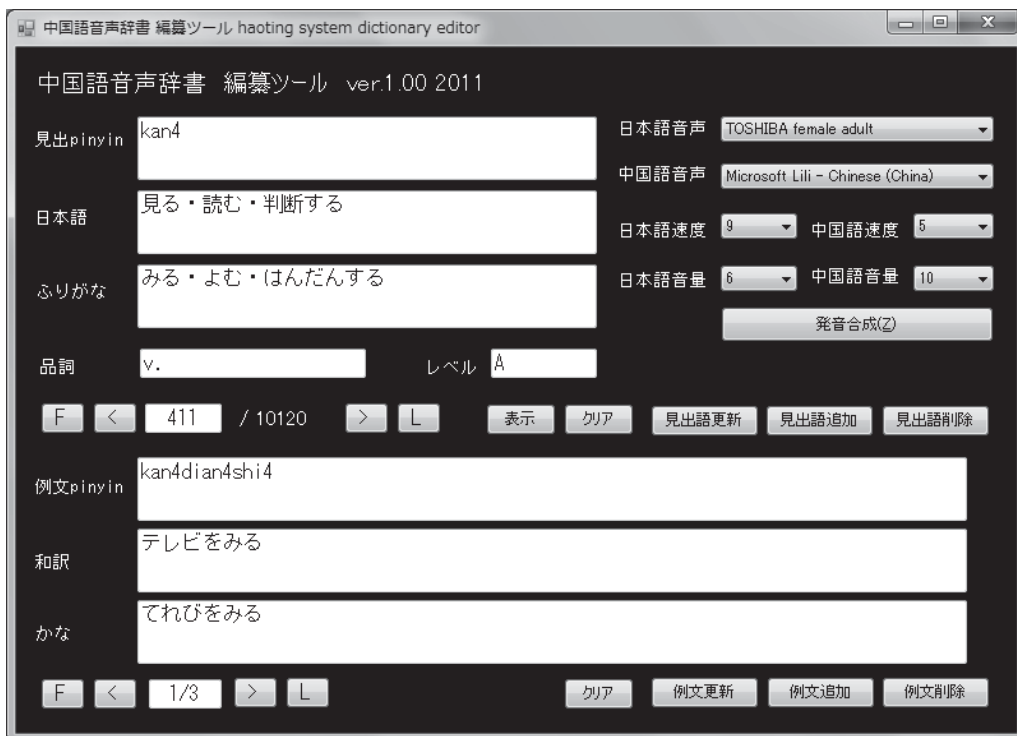 中国語音声辞書 編纂ツール haoting system dictionary editor
中国語音声辞書 編纂ツール ver.1.00 2011
見出pinyin kan4
日本語音声 TOSHIBA female adult
中国語音声 Microsoft Lili - Chinese (China)
日本語 見る・読む・判断する
日本語速度 9 中国語速度 5
ふりがな みる・よむ・はんだんする
日本語音量 6 中国語音量 10
発音合成(Z)
品詞 v. レベル A
F < 411 / 10120 > L 表示 クリア 見出語更新 見出語追加 見出語削除
例文pinyin kan4dian4shi4
和訳 テレビをみる
かな てれびをみる
F < 1/3 > L クリア 例文更新 例文追加 例文削除